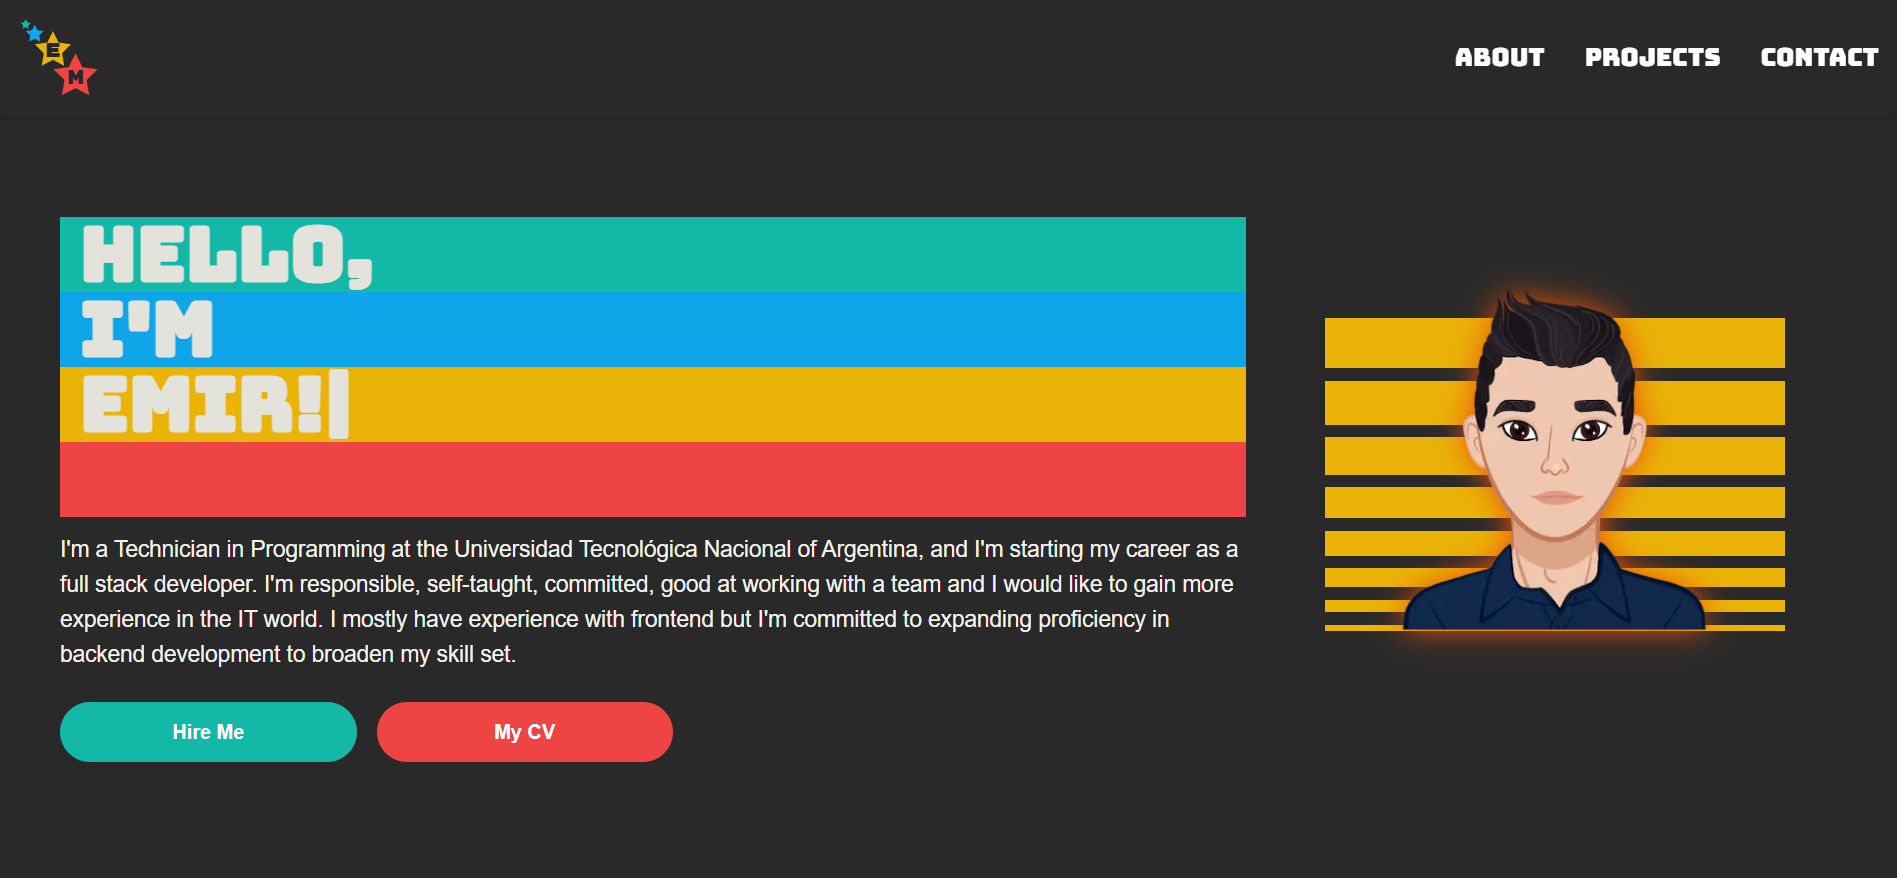 E
M
ABOUT PROJECTS CONTACT
HELLO,
I'M
EMIR!
I'm a Technician in Programming at the Universidad Tecnológica Nacional of Argentina, and I'm starting my career as a
full stack developer. I'm responsible, self-taught, committed, good at working with a team and I would like to gain more
experience in the IT world. I mostly have experience with frontend but I'm committed to expanding proficiency in
backend development to broaden my skill set.
Hire Me My CV